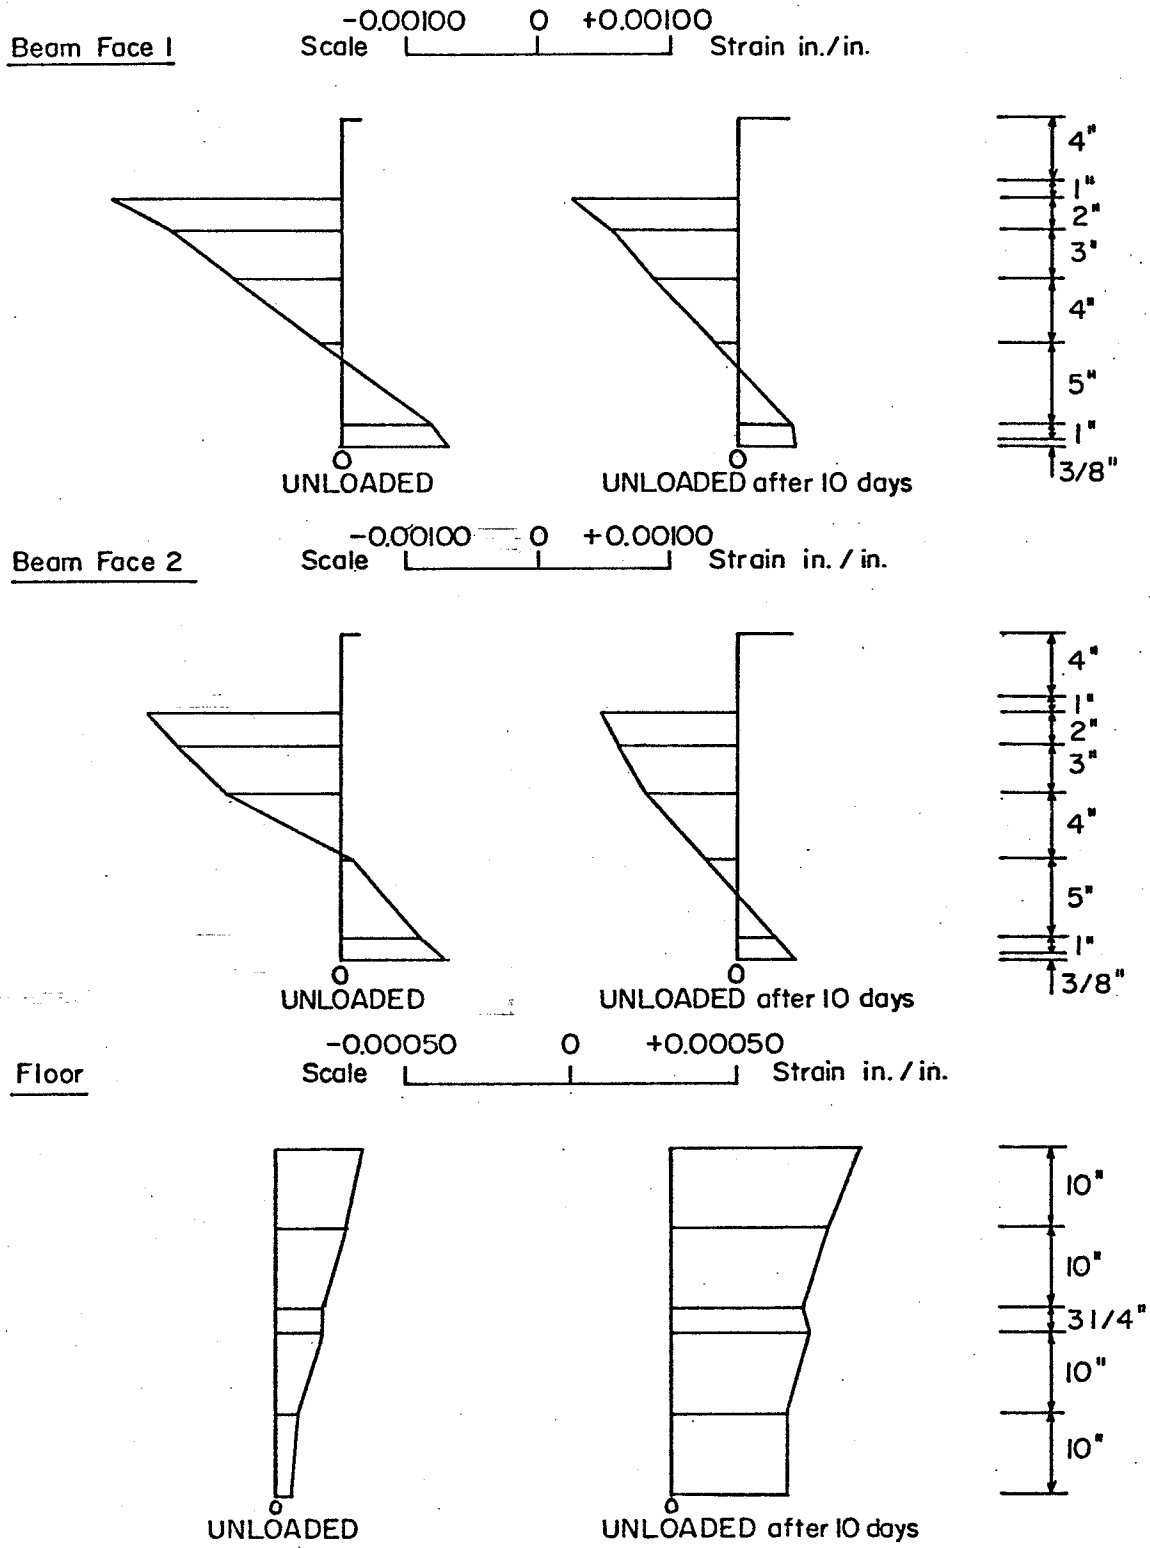 -0.00100 0 +0.00100
Beam Face 1 Scale Strain in./in.
4"
1"
2"
3"
4"
5"
1"
3/8"
0 0
UNLOADED UNLOADED after 10 days
-0.00100 0 +0.00100
Beam Face 2 Scale Strain in./in.
4"
1"
2"
3"
4"
5"
1"
3/8"
0 0
UNLOADED UNLOADED after 10 days
-0.00050 0 +0.00050
Floor Scale Strain in./in.
10"
10"
3 1/4"
10"
10"
0 0
UNLOADED UNLOADED after 10 days